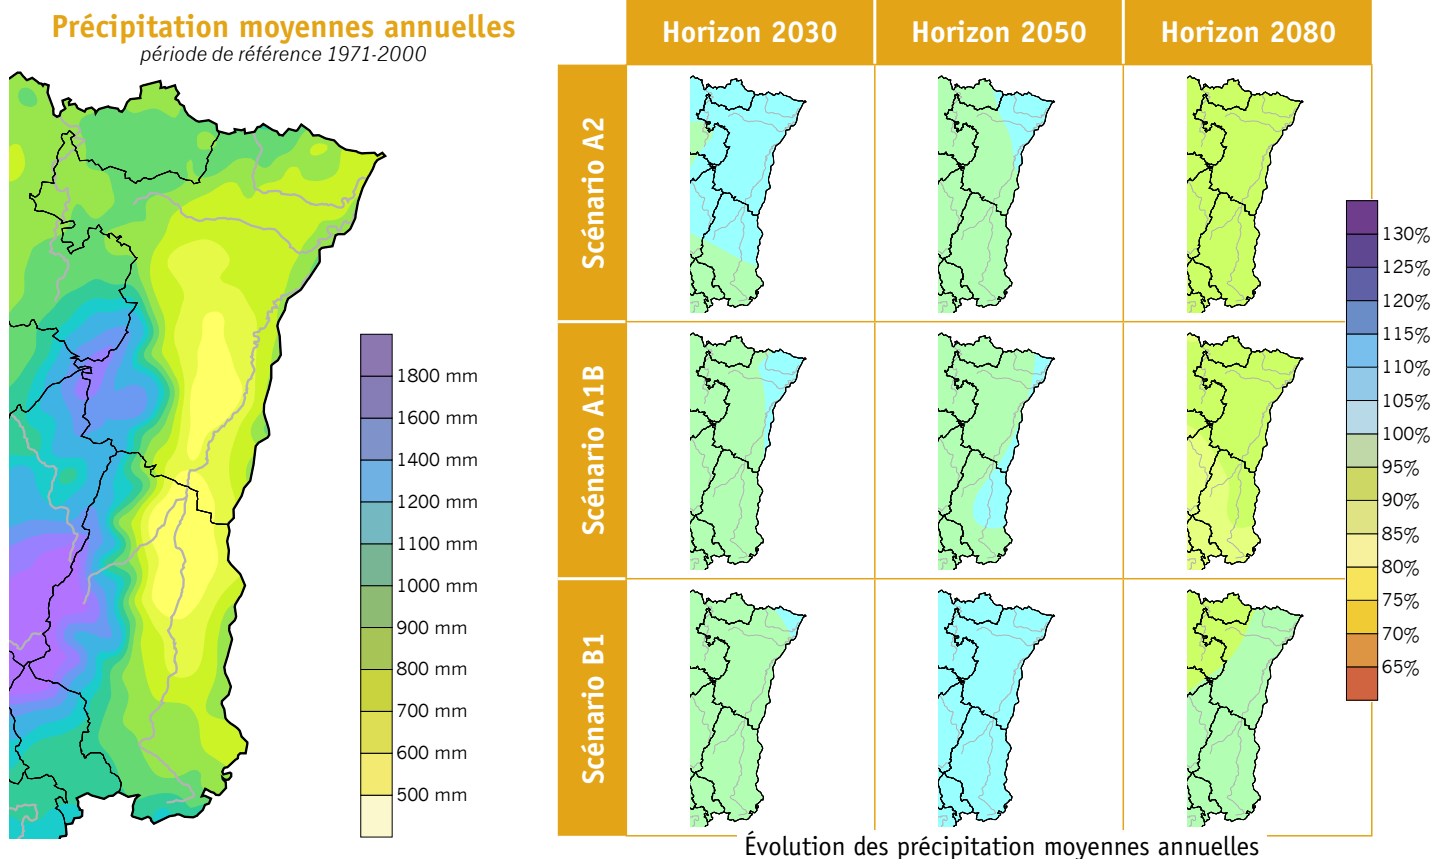 Précipitation moyennes annuelles
période de référence 1971-2000
1800 mm
1600 mm
1400 mm
1200 mm
1100 mm
1000 mm
900 mm
800 mm
700 mm
600 mm
500 mm
Horizon 2030
Horizon 2050
Horizon 2080
Scénario A2
Scénario A1B
Scénario B1
130%
125%
120%
115%
110%
105%
100%
95%
90%
85%
80%
75%
70%
65%
Évolution des précipitation moyennes annuelles